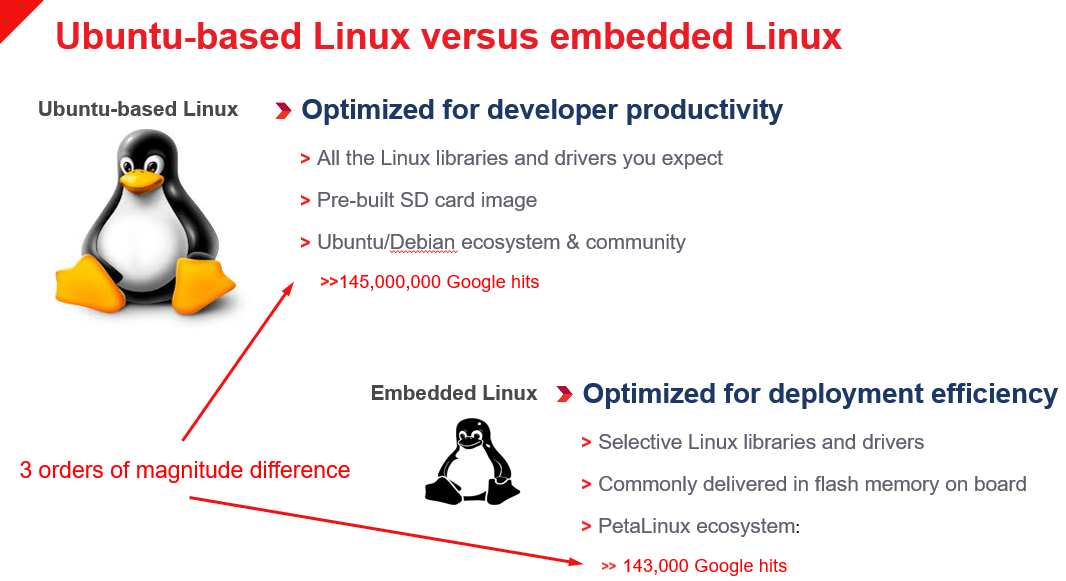 Ubuntu-based Linux versus embedded Linux
Ubuntu-based Linux
Optimized for developer productivity
> All the Linux libraries and drivers you expect
> Pre-built SD card image
> Ubuntu/Debian ecosystem & community
>>145,000,000 Google hits
Embedded Linux
Optimized for deployment efficiency
> Selective Linux libraries and drivers
> Commonly delivered in flash memory on board
> PetaLinux ecosystem:
>> 143,000 Google hits
3 orders of magnitude difference